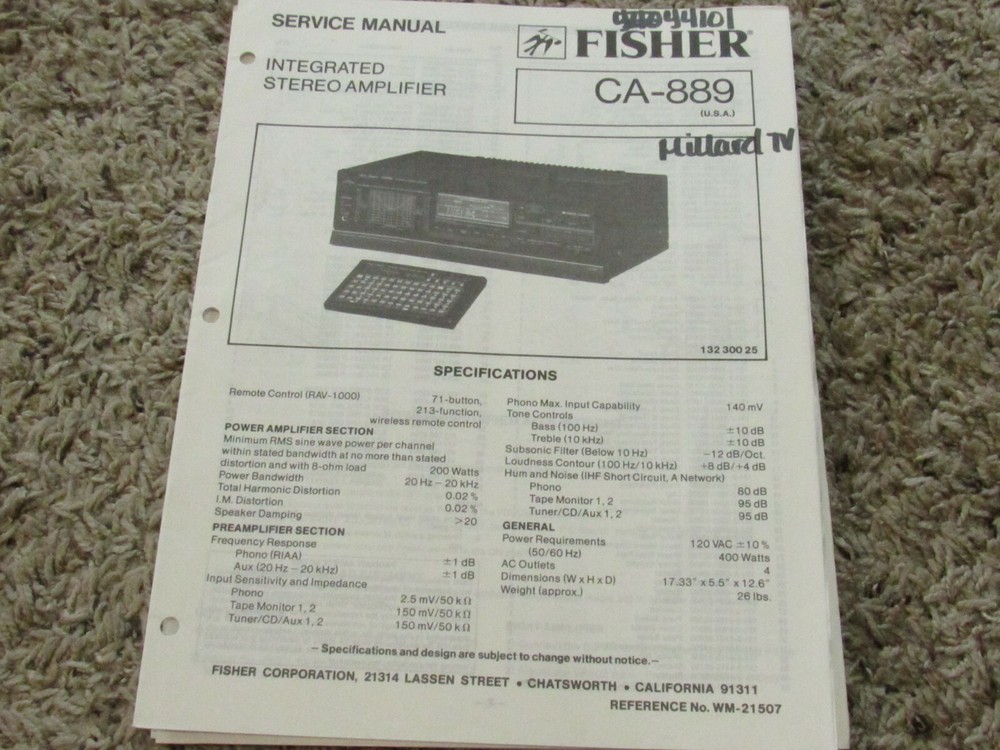 SERVICE MANUAL
44101
FISHER
INTEGRATED
STEREO AMPLIFIER
CA-889
(U.S.A.)
Millard TV
132 300 25
SPECIFICATIONS
Remote Control (RAV-1000) 71-button,
213-function,
wireless remote control
POWER AMPLIFIER SECTION
Minimum RMS sine wave power per channel
within stated bandwidth at no more than stated
distortion and with 8-ohm load 200 Watts
Power Bandwidth 20 Hz – 20 kHz
Total Harmonic Distortion 0.02 %
I.M. Distortion 0.02 %
Speaker Damping >20
PREAMPLIFIER SECTION
Frequency Response
Phono (RIAA) ±1 dB
Aux (20 Hz – 20 kHz) ±1 dB
Input Sensitivity and Impedance
Phono 2.5 mV/50 kΩ
Tape Monitor 1, 2 150 mV/50 kΩ
Tuner/CD/Aux 1, 2 150 mV/50 kΩ
Phono Max. Input Capability 140 mV
Tone Controls
Bass (100 Hz) ±10 dB
Treble (10 kHz) ±10 dB
Subsonic Filter (Below 10 Hz) –12 dB/Oct.
Loudness Contour (100 Hz/10 kHz) +8 dB/+4 dB
Hum and Noise (IHF Short Circuit, A Network)
Phono 80 dB
Tape Monitor 1, 2 95 dB
Tuner/CD/Aux 1, 2 95 dB
GENERAL
Power Requirements 120 VAC ±10 %
(50/60 Hz) 400 Watts
AC Outlets 4
Dimensions (W x H x D) 17.33" x 5.5" x 12.6"
Weight (approx.) 26 lbs.
– Specifications and design are subject to change without notice. –
FISHER CORPORATION, 21314 LASSEN STREET • CHATSWORTH • CALIFORNIA 91311
REFERENCE No. WM-21507